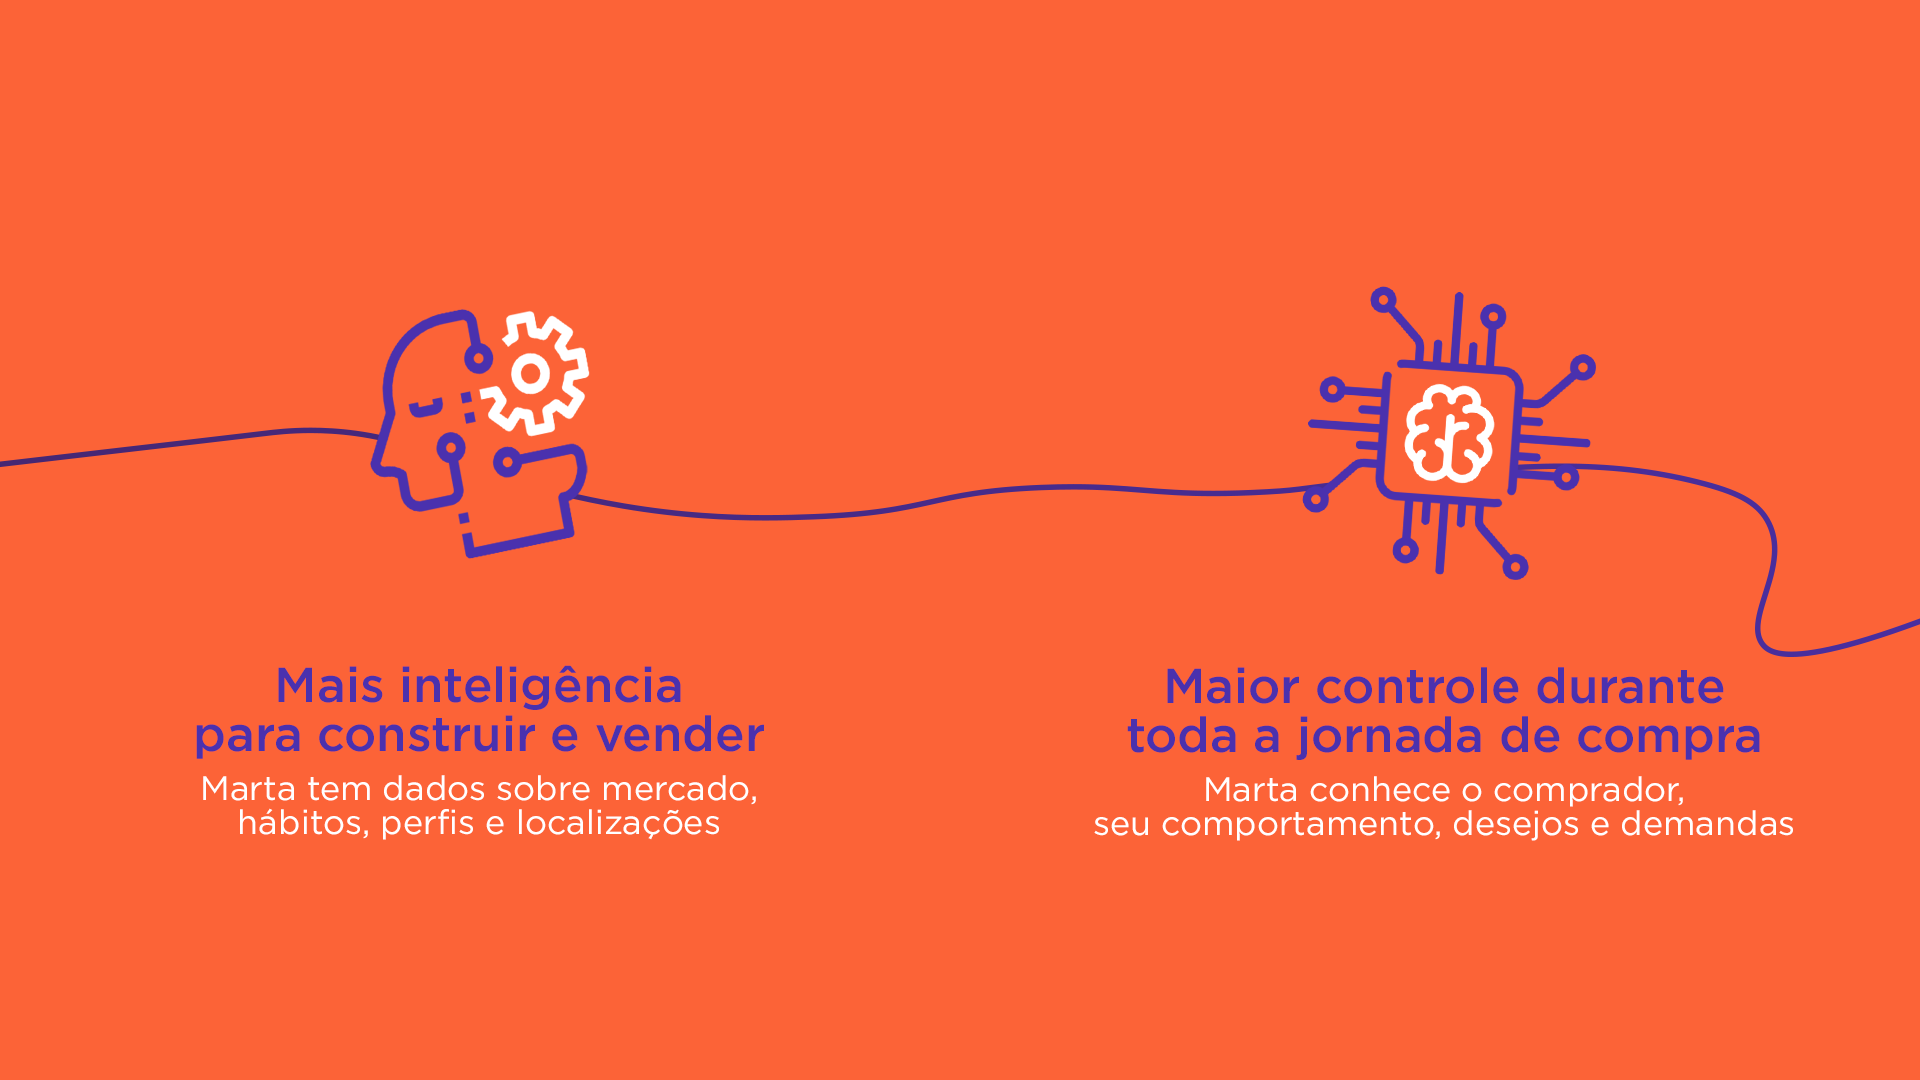 Mais inteligência
para construir e vender
Marta tem dados sobre mercado,
hábitos, perfis e localizações
Maior controle durante
toda a jornada de compra
Marta conhece o comprador,
seu comportamento, desejos e demandas